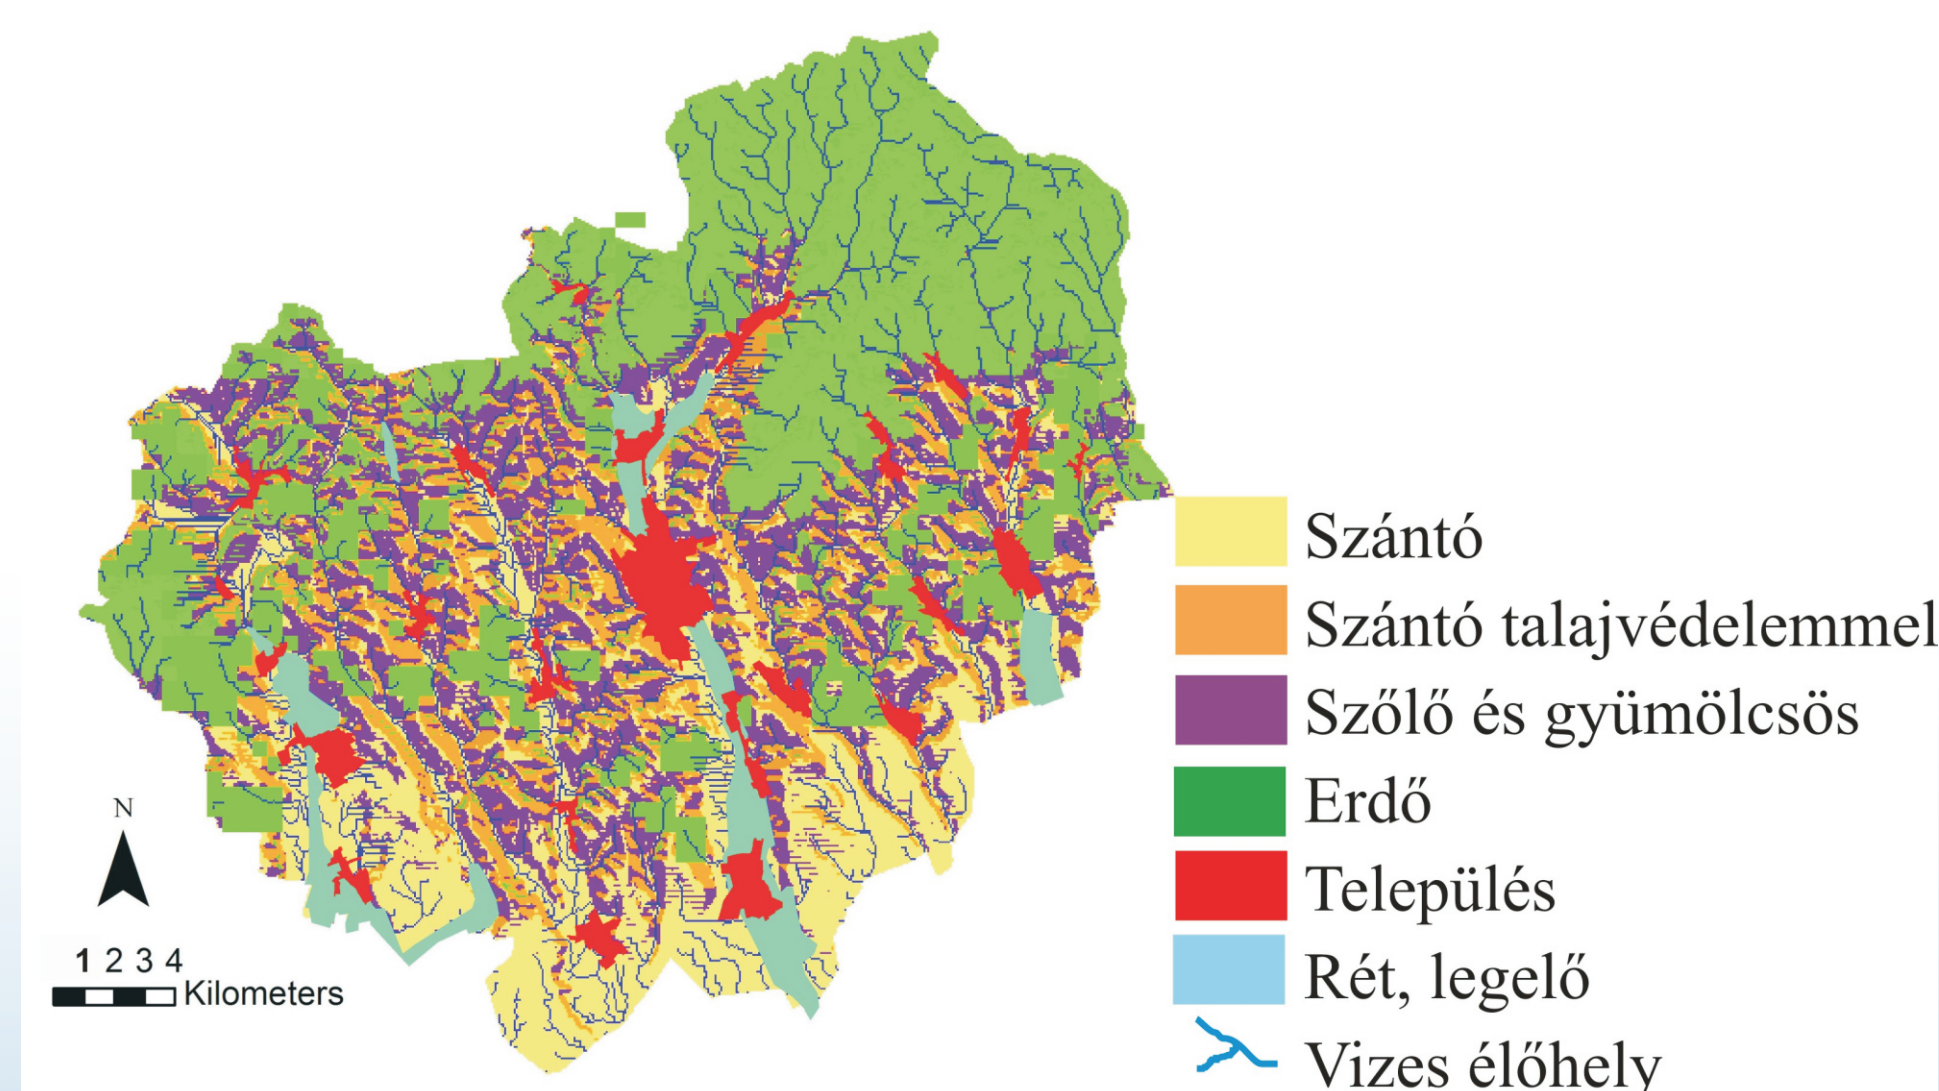 Szántó
Szántó talajvédelemmel
Szőlő és gyümölcsös
Erdő
Település
Rét, legelő
Vizes élőhely
N
1 2 3 4
Kilometers